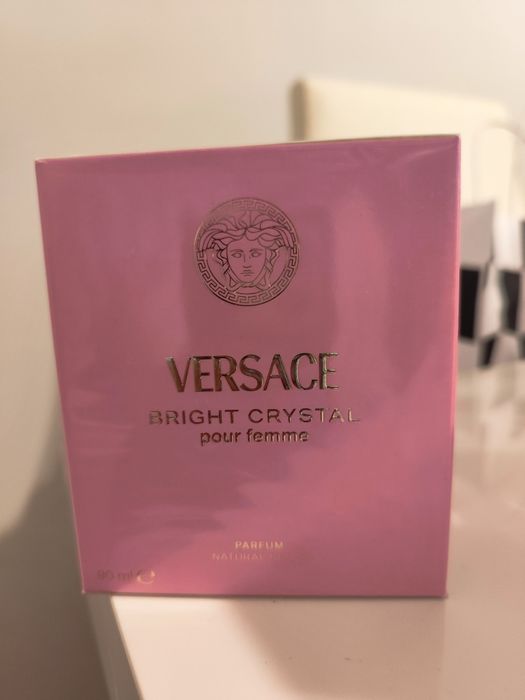 VERSACE
BRIGHT CRYSTAL
pour femme
PARFUM
NATURAL
90 ml e